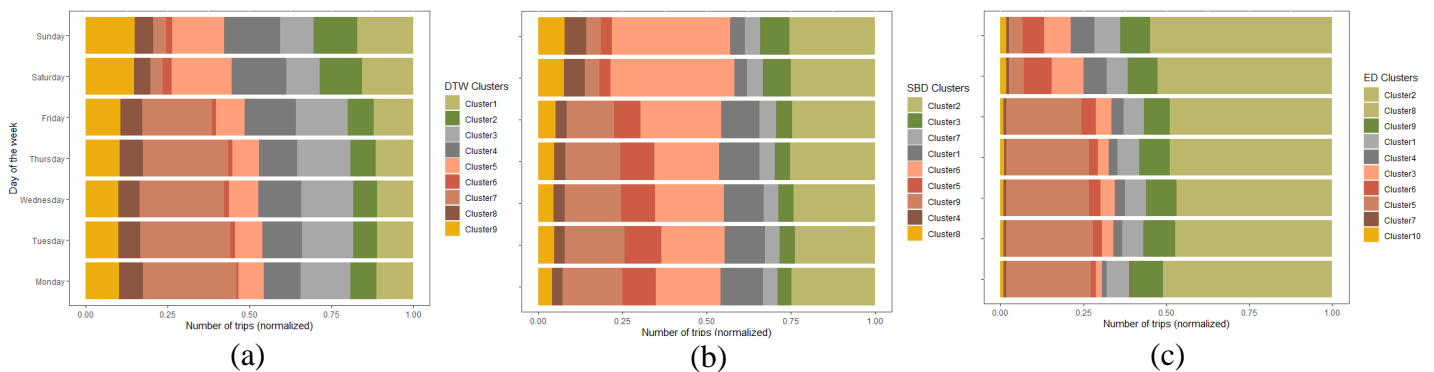 Day of the week
Sunday
Saturday
Friday
Thursday
Wednesday
Tuesday
Monday
0.00 0.25 0.50 0.75 1.00
Number of trips (normalized)
DTW Clusters
Cluster1
Cluster2
Cluster3
Cluster4
Cluster5
Cluster6
Cluster7
Cluster8
Cluster9
(a)
0.00 0.25 0.50 0.75 1.00
Number of trips (normalized)
SBD Clusters
Cluster2
Cluster3
Cluster7
Cluster1
Cluster6
Cluster5
Cluster9
Cluster4
Cluster8
(b)
0.00 0.25 0.50 0.75 1.00
Number of trips (normalized)
ED Clusters
Cluster2
Cluster8
Cluster9
Cluster1
Cluster4
Cluster3
Cluster6
Cluster5
Cluster7
Cluster10
(c)